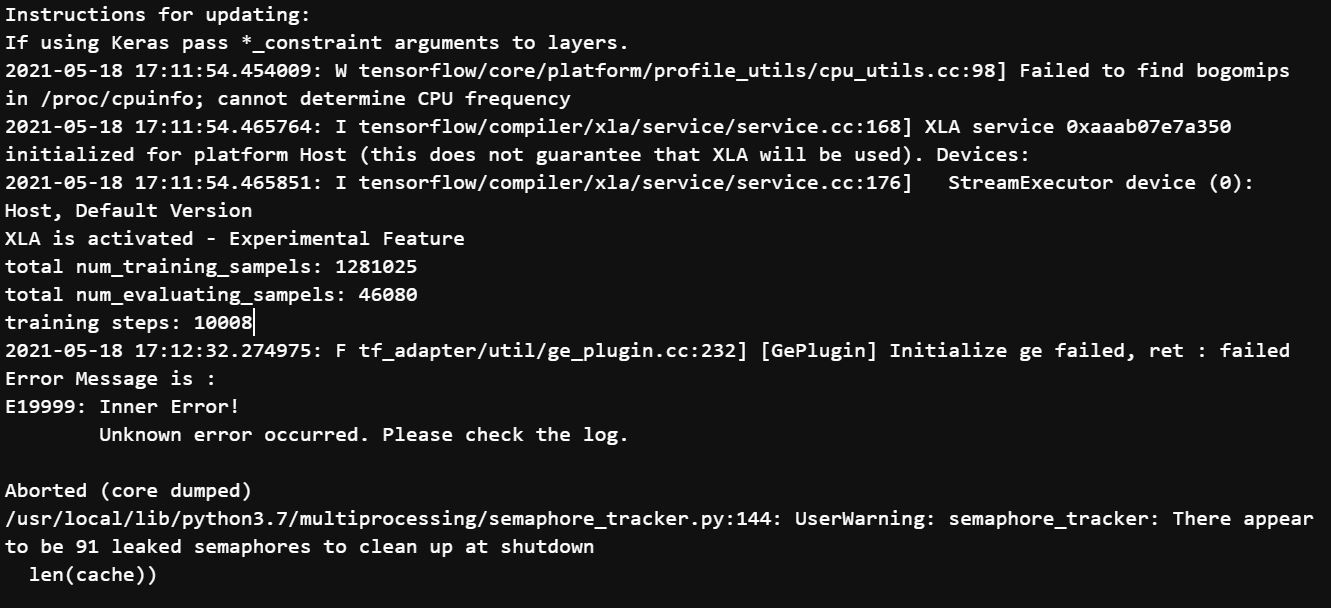 Instructions for updating:
If using Keras pass *_constraint arguments to layers.
2021-05-18 17:11:54.454009: W tensorflow/core/platform/profile_utils/cpu_utils.cc:98] Failed to find bogomips
in /proc/cpuinfo; cannot determine CPU frequency
2021-05-18 17:11:54.465764: I tensorflow/compiler/xla/service/service.cc:168] XLA service 0xaaab07e7a350
initialized for platform Host (this does not guarantee that XLA will be used). Devices:
2021-05-18 17:11:54.465851: I tensorflow/compiler/xla/service/service.cc:176]   StreamExecutor device (0):
Host, Default Version
XLA is activated - Experimental Feature
total num_training_sampels: 1281025
total num_evaluating_sampels: 46080
training steps: 10008
2021-05-18 17:12:32.274975: F tf_adapter/util/ge_plugin.cc:232] [GePlugin] Initialize ge failed, ret : failed
Error Message is :
E19999: Inner Error!
        Unknown error occurred. Please check the log.

Aborted (core dumped)
/usr/local/lib/python3.7/multiprocessing/semaphore_tracker.py:144: UserWarning: semaphore_tracker: There appear
to be 91 leaked semaphores to clean up at shutdown
  len(cache))